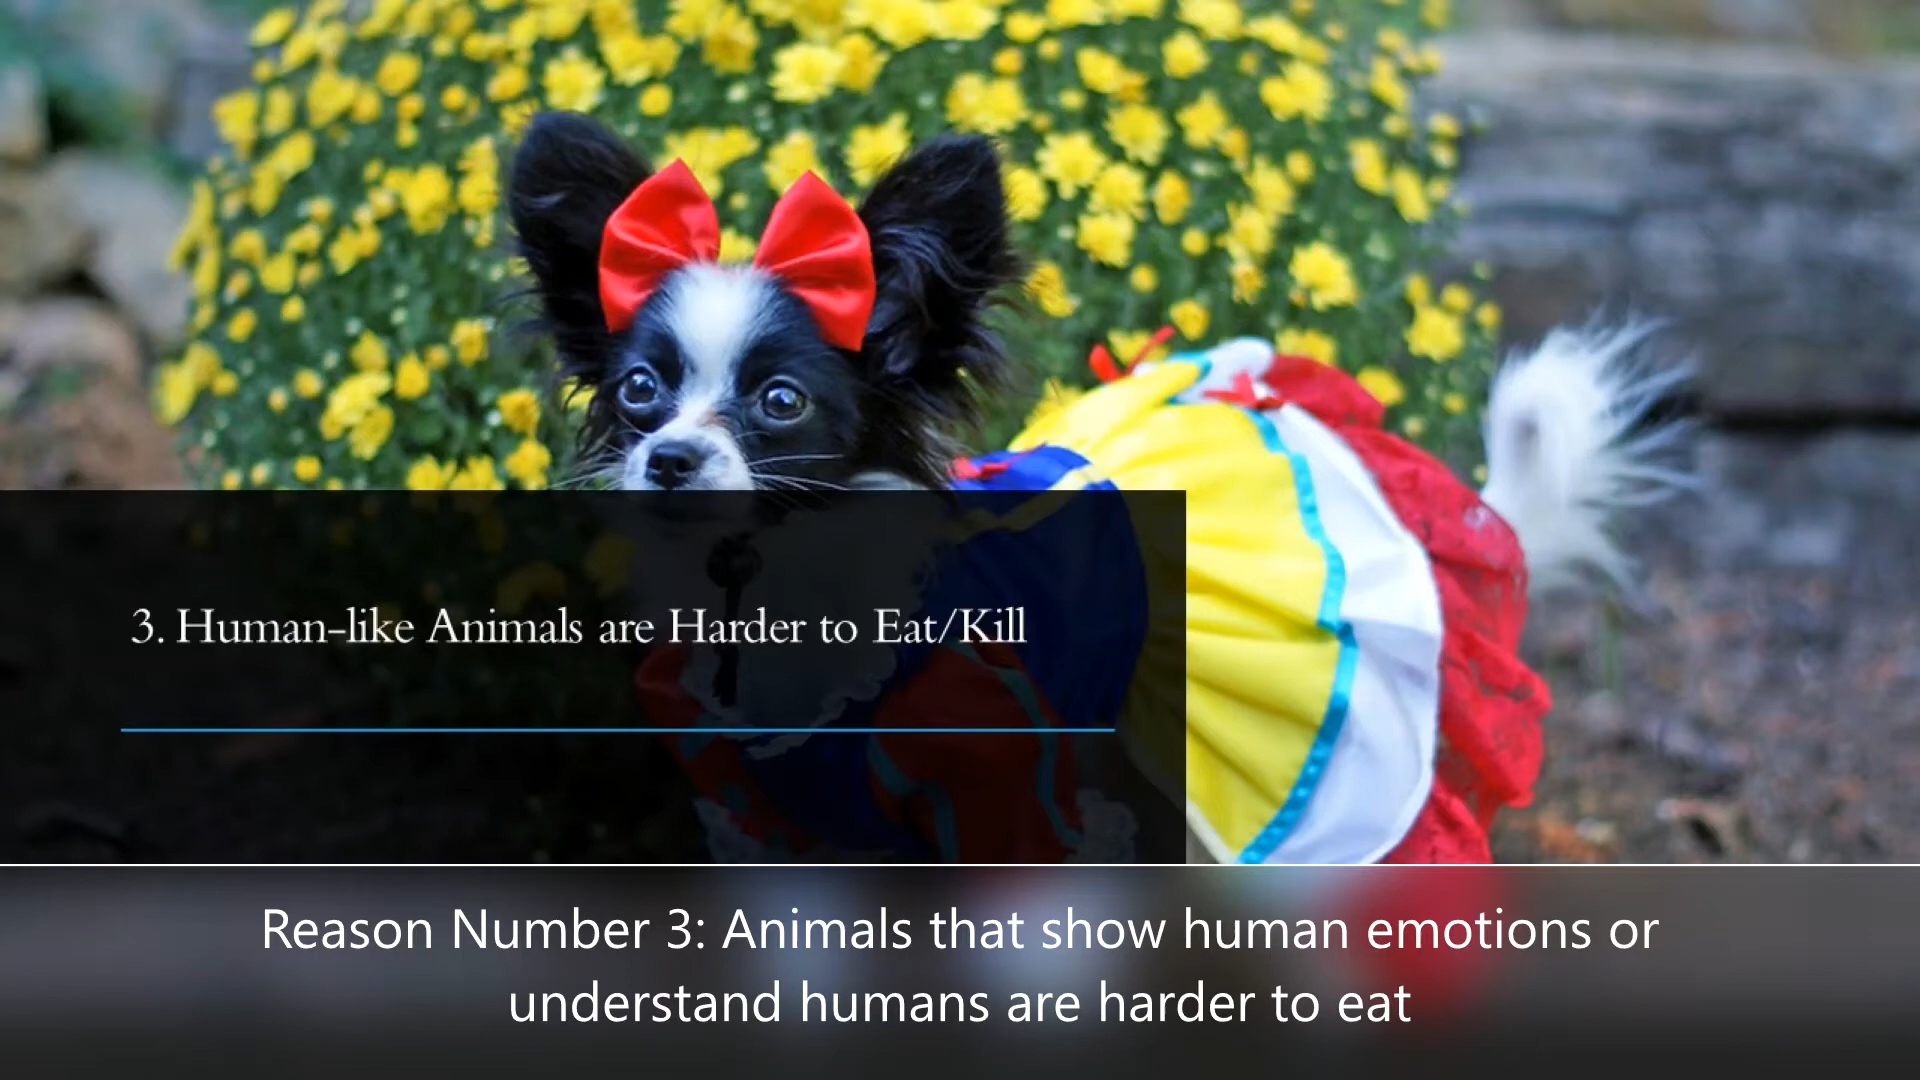 3. Human-like Animals are Harder to Eat/Kill
Reason Number 3: Animals that show human emotions or
understand humans are harder to eat